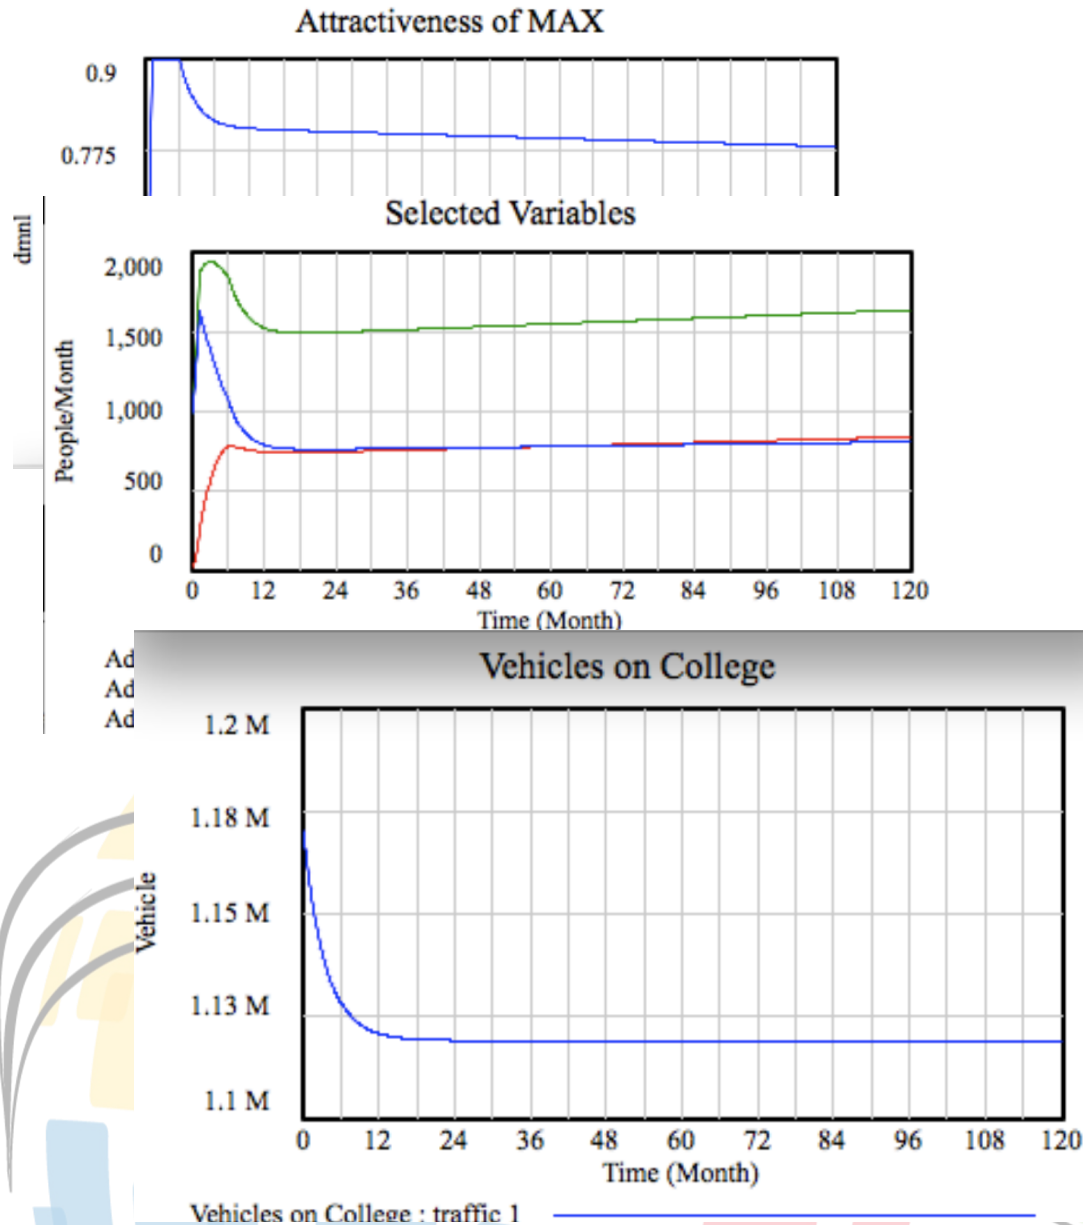 Attractiveness of MAX
0.9
0.775
dmnl
Selected Variables
2,000
1,500
1,000
500
0
People/Month
0 12 24 36 48 60 72 84 96 108 120
Time (Month)
Ad
Ad
Ad
Vehicles on College
1.2 M
1.18 M
1.15 M
1.13 M
1.1 M
Vehicle
0 12 24 36 48 60 72 84 96 108 120
Time (Month)
Vehicles on College : traffic 1